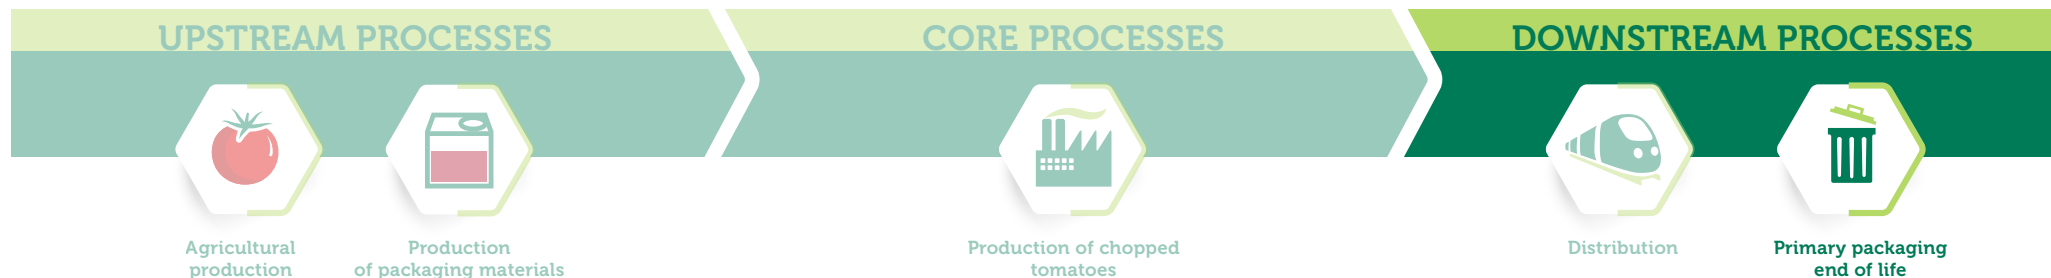 UPSTREAM PROCESSES
CORE PROCESSES
DOWNSTREAM PROCESSES
Agricultural
production
Production
of packaging materials
Production of chopped
tomatoes
Distribution
Primary packaging
end of life